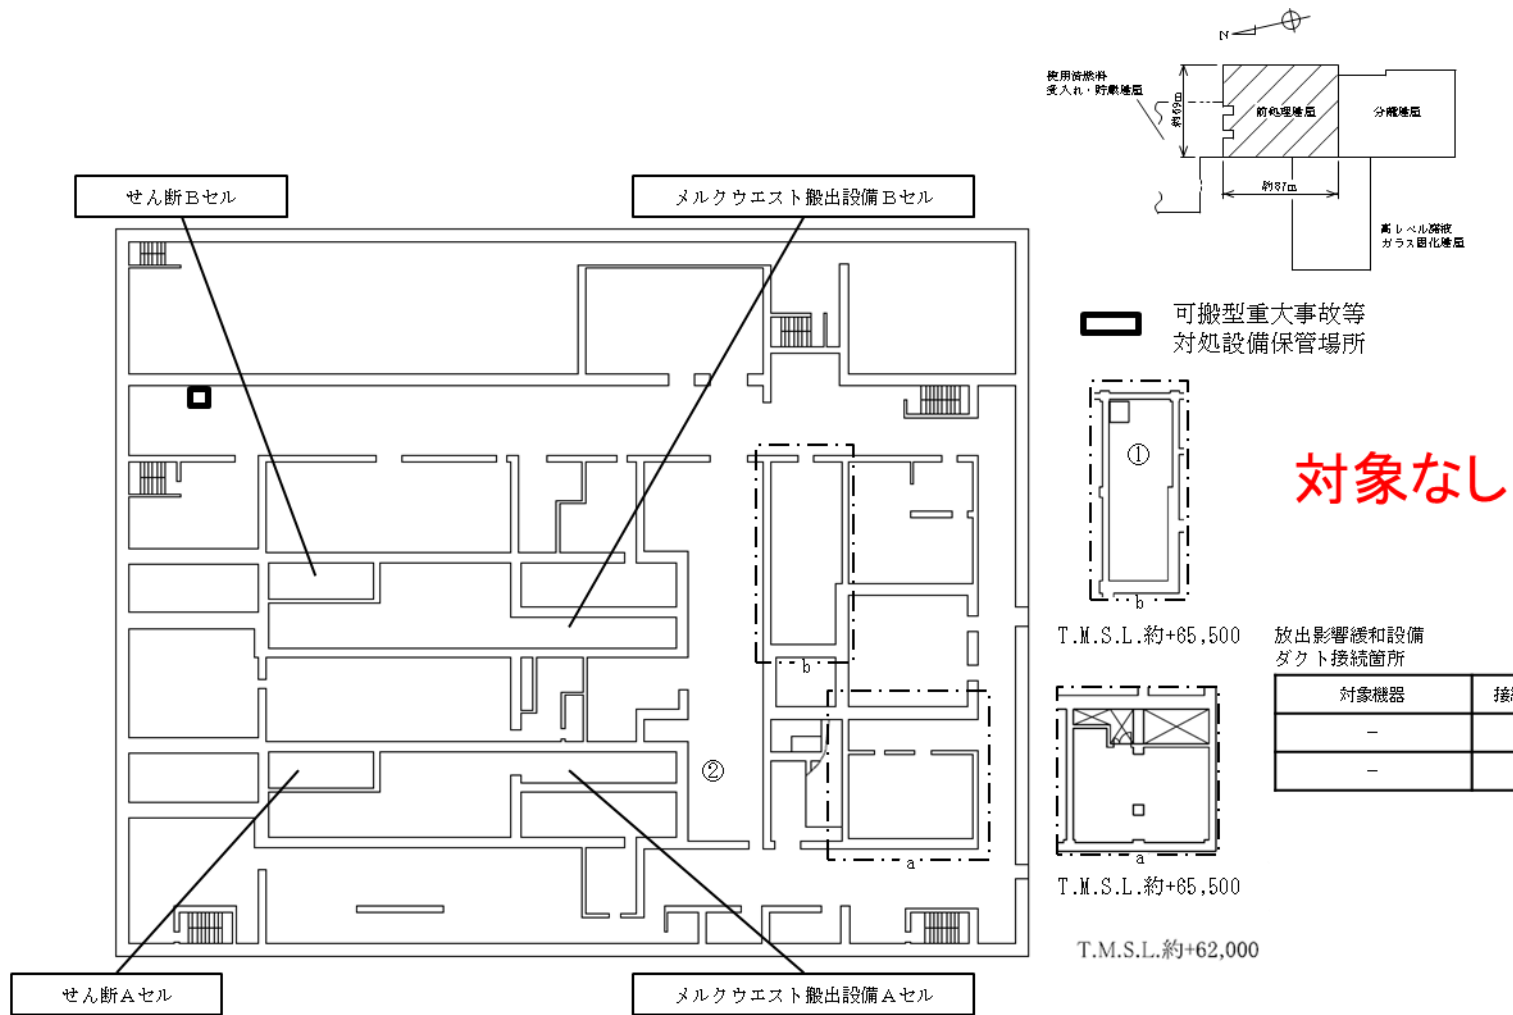 N
使用済燃料
受入れ・貯蔵建屋
約69m
前処理建屋
分離建屋
約87m
高レベル廃液
ガラス固化建屋
せん断Bセル
メルクウエスト搬出設備Bセル
可搬型重大事故等
対処設備保管場所
①
対象なし
b
T.M.S.L.約+65,500
放出影響緩和設備
ダクト接続箇所
対象機器
接
－
－
b
②
a
a
T.M.S.L.約+65,500
T.M.S.L.約+62,000
せん断Aセル
メルクウエスト搬出設備Aセル